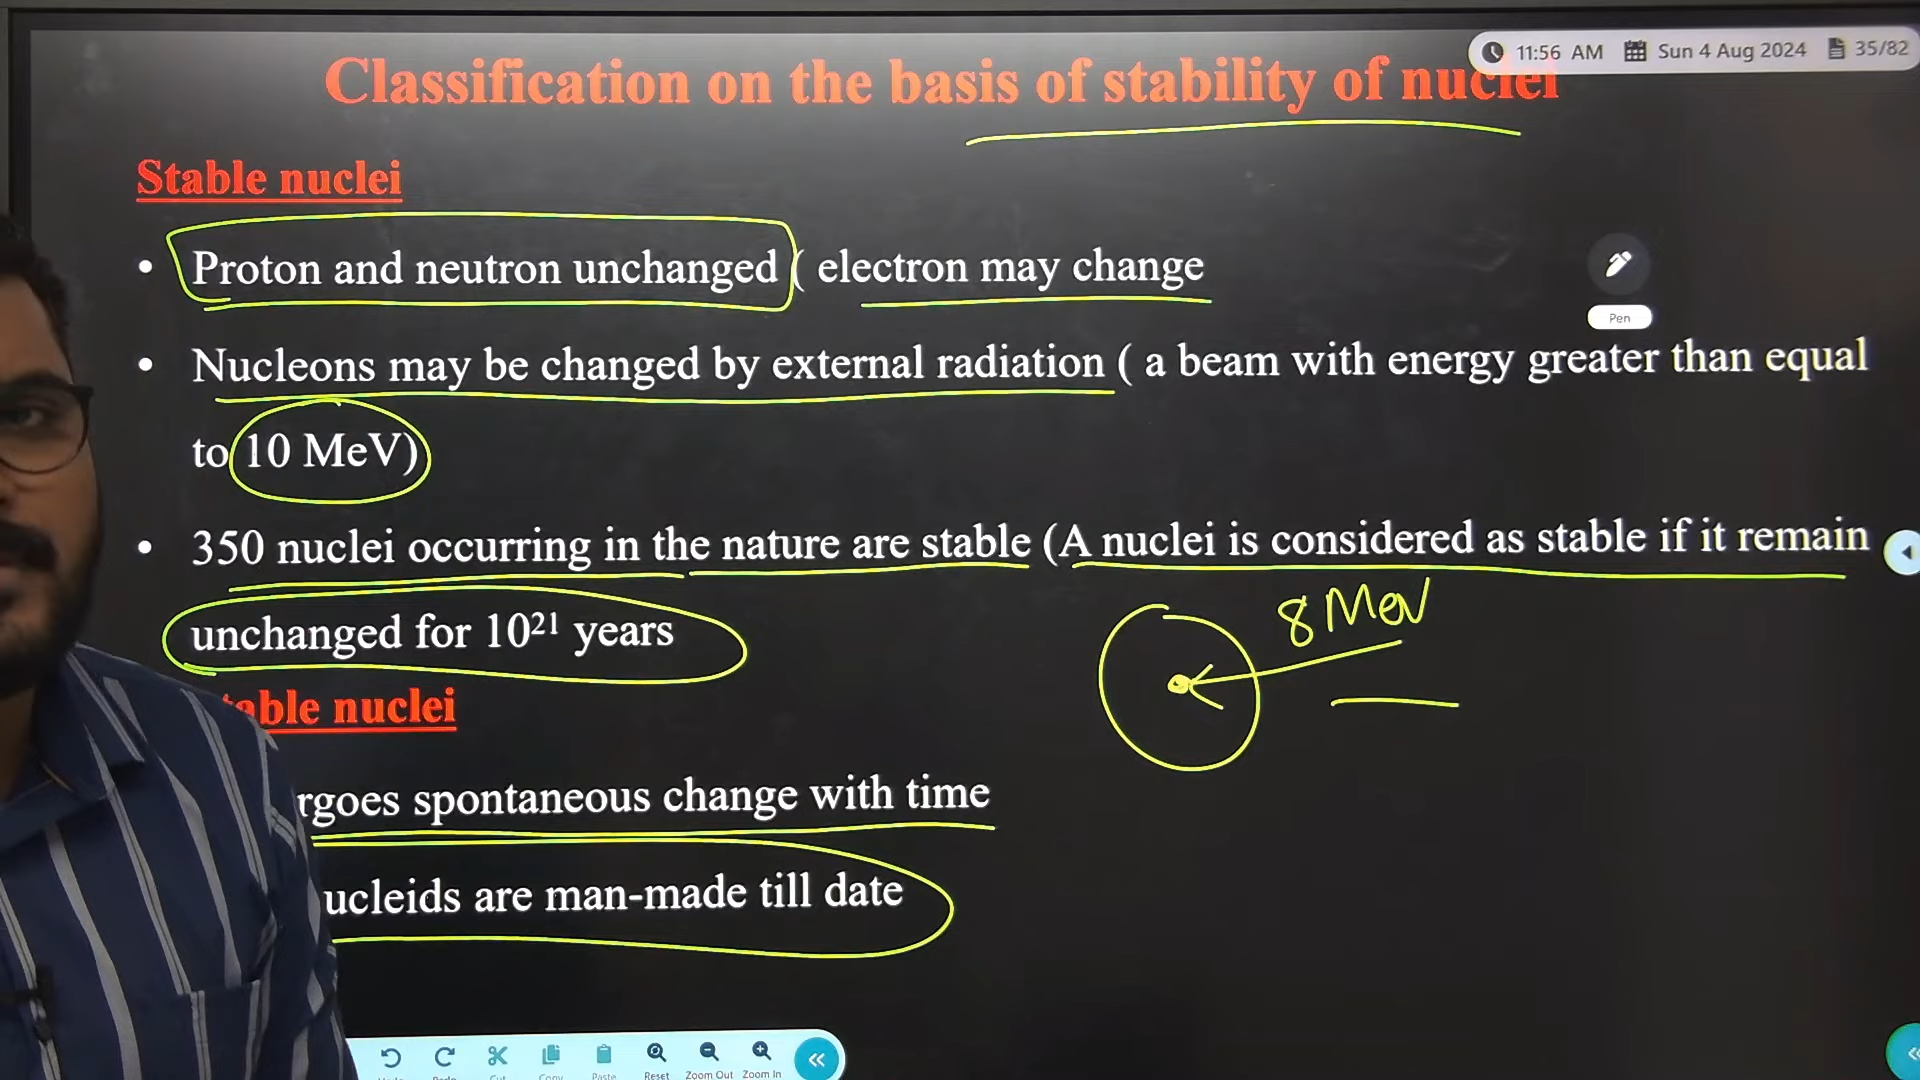 11:56 AM Sun 4 Aug 2024 35/82
Classification on the basis of stability of nuclei
Stable nuclei
• Proton and neutron unchanged ( electron may change
• Nucleons may be changed by external radiation ( a beam with energy greater than equal
to 10 MeV)
Pen
• 350 nuclei occurring in the nature are stable (A nuclei is considered as stable if it remain
unchanged for 10²¹ years
8 MeV
table nuclei
rgoes spontaneous change with time
ucleids are man-made till date
Cut Copy Paste Reset Zoom Out Zoom In